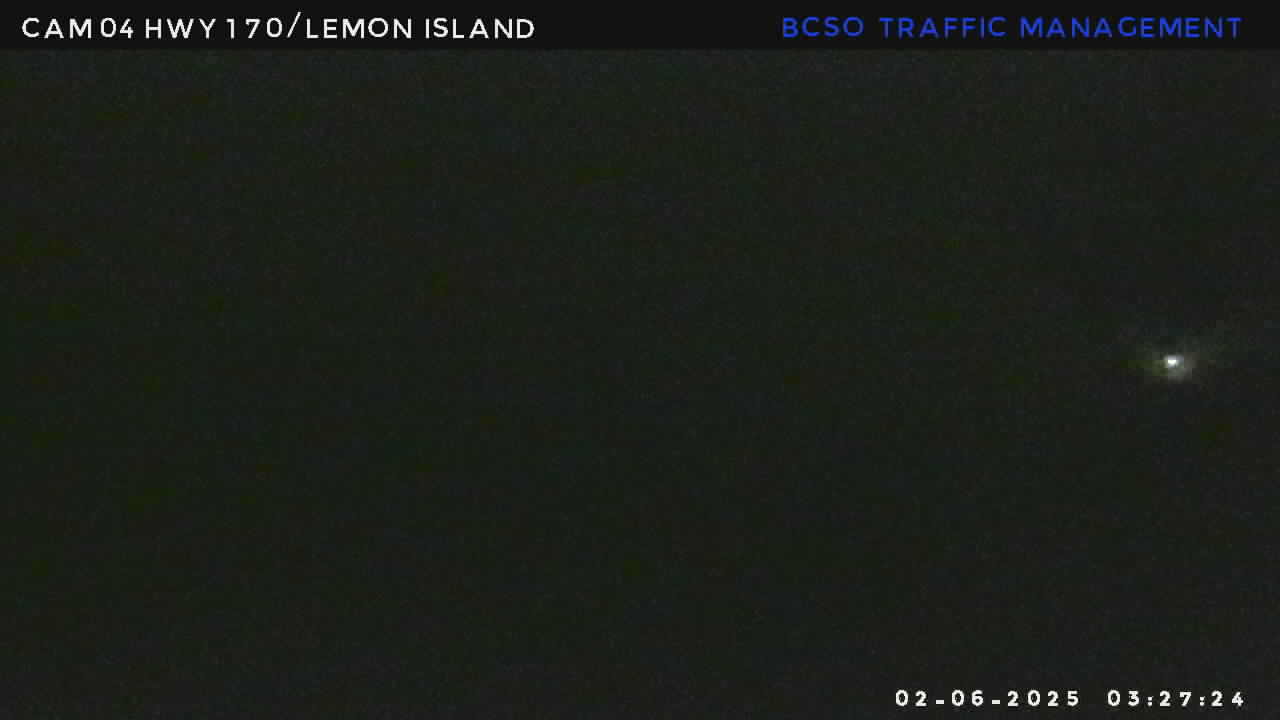 CAM 04 HWY 170/LEMON ISLAND
BCSO TRAFFIC MANAGEMENT
02-06-2025 03:27:24